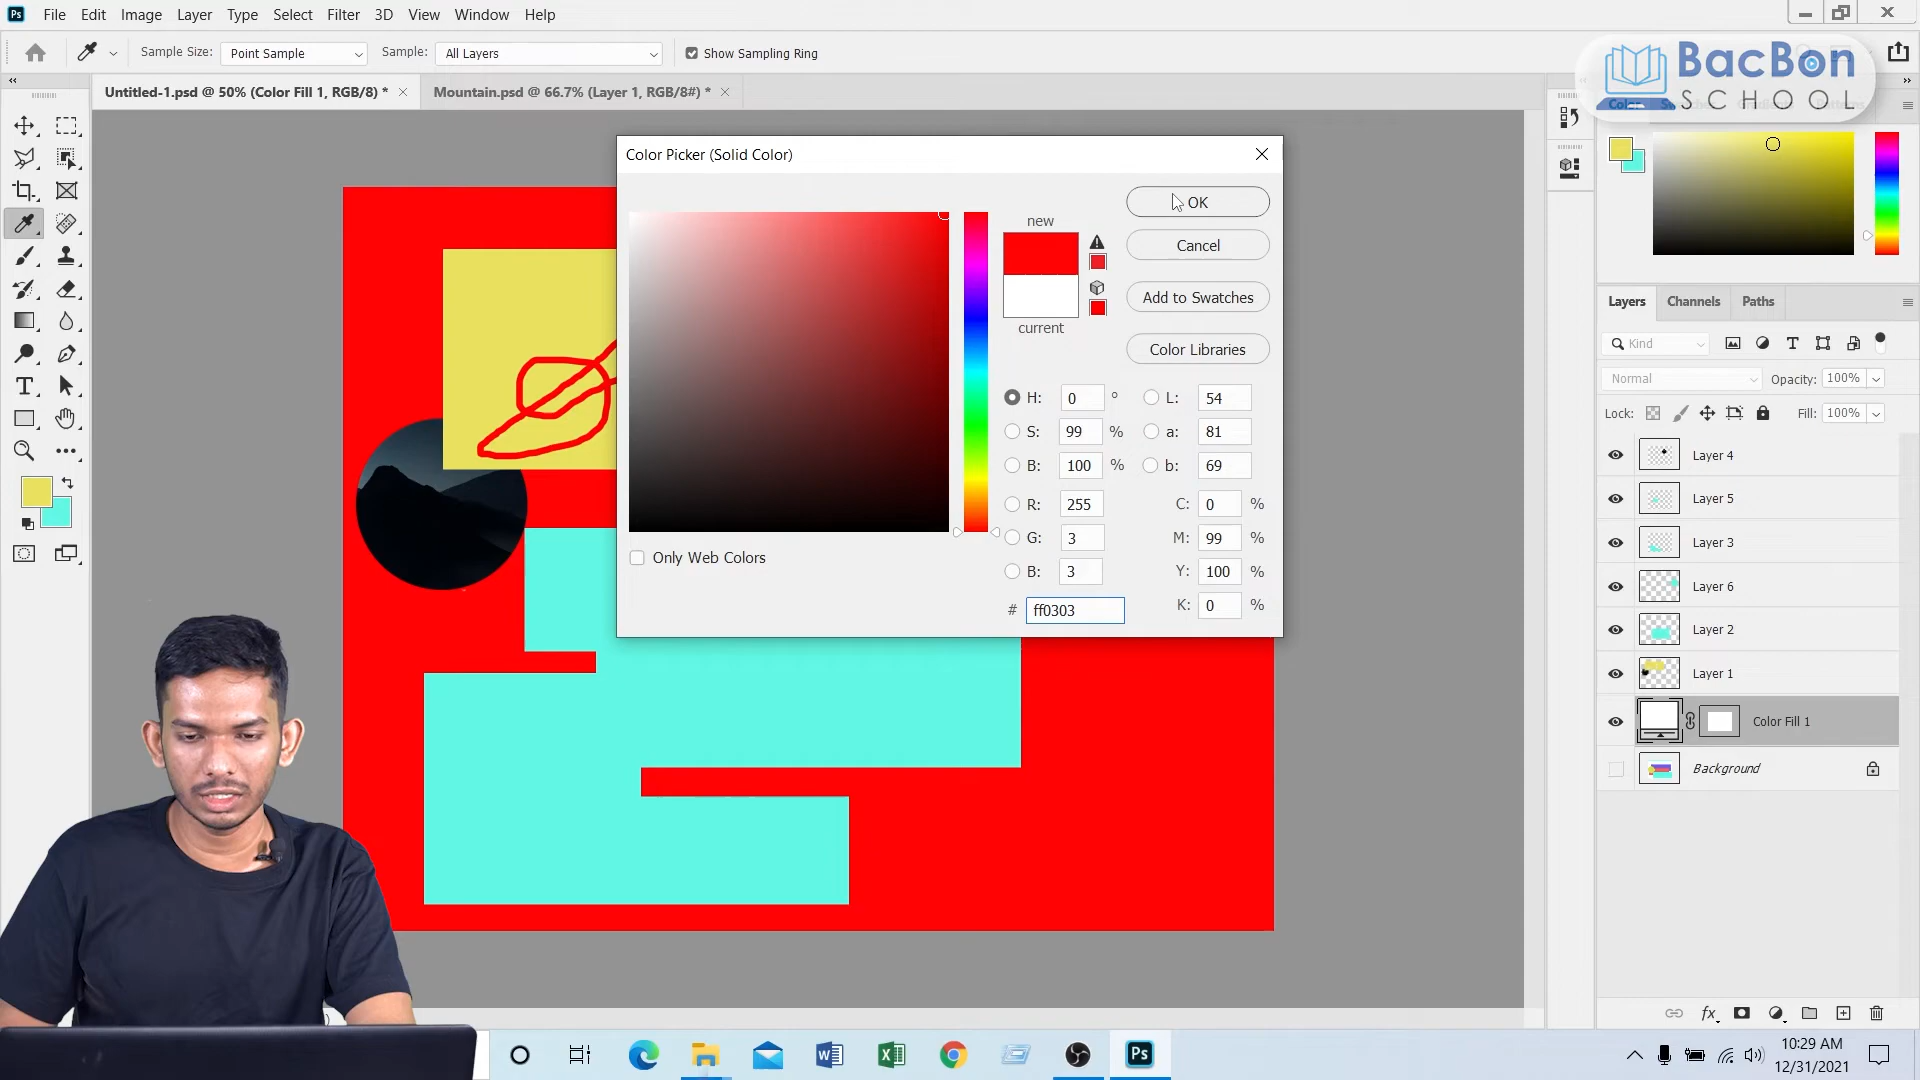 Ps File Edit Image Layer Type Select Filter 3D View Window Help
Sample Size: Point Sample Sample: All Layers Show Sampling Ring
BacBon
SCHOOL
Untitled-1.psd @ 50% (Color Fill 1, RGB/8) * Mountain.psd @ 66.7% (Layer 1, RGB/8#) *
Color Picker (Solid Color)
OK
new
Cancel
Add to Swatches
current
Color Libraries
H: 0 ° L: 54
S: 99 % a: 81
B: 100 % b: 69
R: 255 C: 0 %
G: 3 M: 99 %
B: 3 Y: 100 %
# ff0303 K: 0 %
Only Web Colors
Layers Channels Paths
Kind
Normal Opacity: 100%
Lock: Fill: 100%
Layer 4
Layer 5
Layer 3
Layer 6
Layer 2
Layer 1
Color Fill 1
Background
fx
10:29 AM
12/31/2021